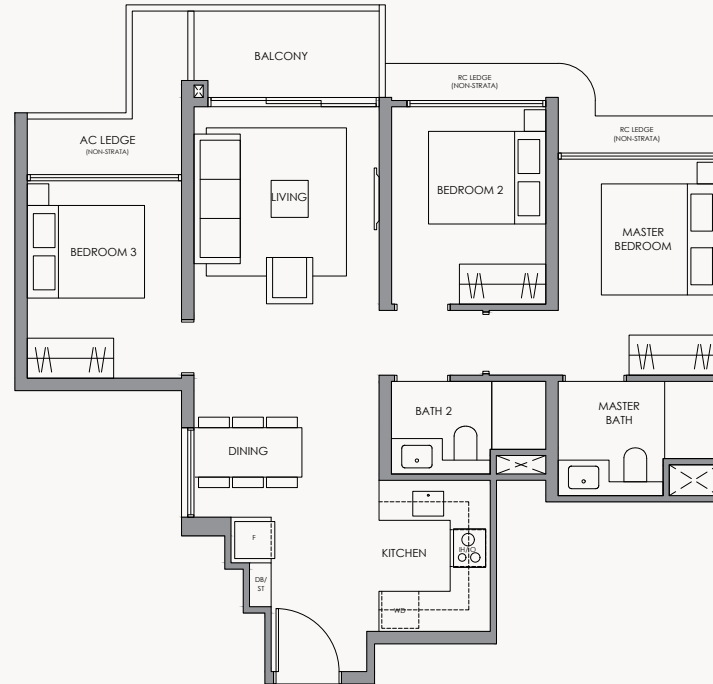 BALCONY
RC LEDGE
(NON-STRATA)
AC LEDGE
(NON-STRATA)
RC LEDGE
(NON-STRATA)
LIVING
BEDROOM 2
MASTER
BEDROOM
BEDROOM 3
BATH 2
MASTER
BATH
DINING
F
KITCHEN
DB/
ST
WD